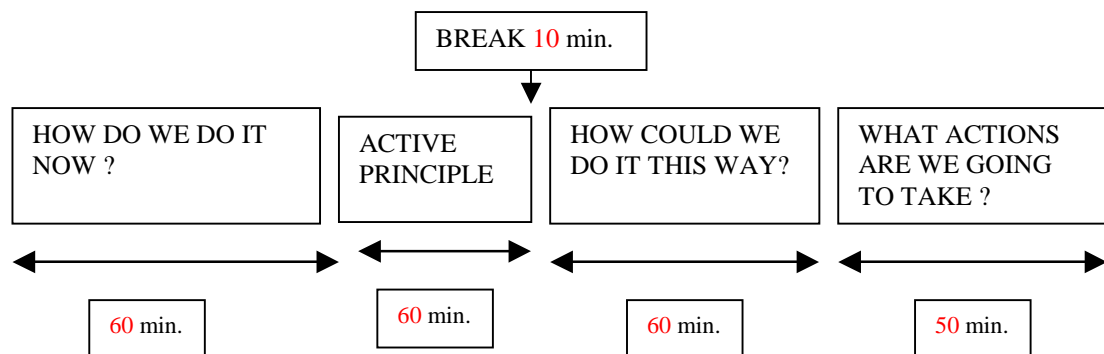 BREAK 10 min.
HOW DO WE DO IT
NOW ?
ACTIVE
PRINCIPLE
HOW COULD WE
DO IT THIS WAY?
WHAT ACTIONS
ARE WE GOING
TO TAKE ?
60 min.
60 min.
60 min.
50 min.